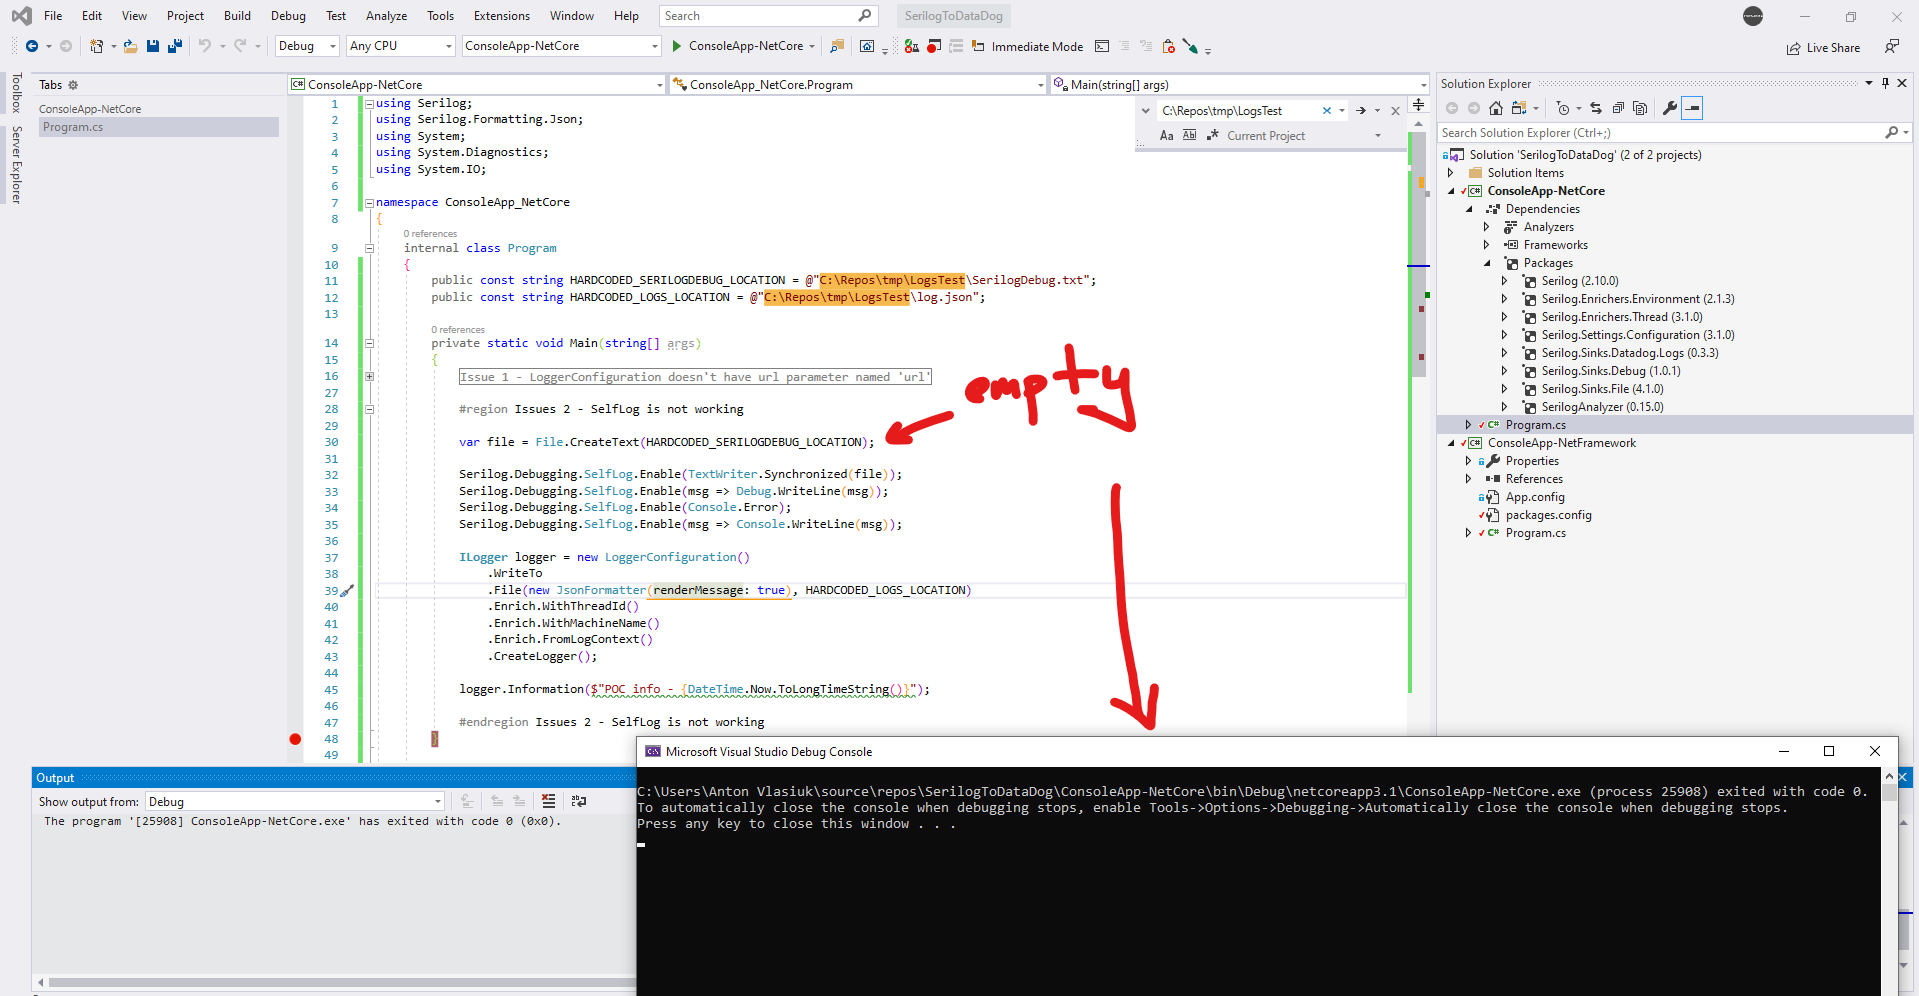 File Edit View Project Build Debug Test Analyze Tools Extensions Window Help Search SerilogToDataDog
Debug Any CPU ConsoleApp-NetCore ConsoleApp-NetCore Immediate Mode Live Share
Toolbox
Server Explorer
Tabs
ConsoleApp-NetCore
Program.cs
ConsoleApp-NetCore ConsoleApp_NetCore.Program Main(string[] args)
C:\Repos\tmp\LogsTest
Aa Ab Current Project
1 using Serilog;
2 using Serilog.Formatting.Json;
3 using System;
4 using System.Diagnostics;
5 using System.IO;
6
7 namespace ConsoleApp_NetCore
8 {
0 references
9 internal class Program
10 {
11 public const string HARDCODED_SERILOGDEBUG_LOCATION = @"C:\Repos\tmp\LogsTest\SerilogDebug.txt";
12 public const string HARDCODED_LOGS_LOCATION = @"C:\Repos\tmp\LogsTest\log.json";
13
0 references
14 private static void Main(string[] args)
15 {
16 Issue 1 - LoggerConfiguration doesn't have url parameter named 'url'
27
28 #region Issues 2 - SelfLog is not working
29
30 var file = File.CreateText(HARDCODED_SERILOGDEBUG_LOCATION);
31
32 Serilog.Debugging.SelfLog.Enable(TextWriter.Synchronized(file));
33 Serilog.Debugging.SelfLog.Enable(msg => Debug.WriteLine(msg));
34 Serilog.Debugging.SelfLog.Enable(Console.Error);
35 Serilog.Debugging.SelfLog.Enable(msg => Console.WriteLine(msg));
36
37 ILogger logger = new LoggerConfiguration()
38 .WriteTo
39 .File(new JsonFormatter(renderMessage: true), HARDCODED_LOGS_LOCATION)
40 .Enrich.WithThreadId()
41 .Enrich.WithMachineName()
42 .Enrich.FromLogContext()
43 .CreateLogger();
44
45 logger.Information($"POC info - {DateTime.Now.ToLongTimeString()}");
46
47 #endregion Issues 2 - SelfLog is not working
48 }
49
empty
Solution Explorer
Search Solution Explorer (Ctrl+;)
Solution 'SerilogToDataDog' (2 of 2 projects)
Solution Items
ConsoleApp-NetCore
Dependencies
Analyzers
Frameworks
Packages
Serilog (2.10.0)
Serilog.Enrichers.Environment (2.1.3)
Serilog.Enrichers.Thread (3.1.0)
Serilog.Settings.Configuration (3.1.0)
Serilog.Sinks.Datadog.Logs (0.3.3)
Serilog.Sinks.Debug (1.0.1)
Serilog.Sinks.File (4.1.0)
SerilogAnalyzer (0.15.0)
C# Program.cs
ConsoleApp-NetFramework
Properties
References
App.config
packages.config
C# Program.cs
Output
Show output from: Debug
The program '[25908] ConsoleApp-NetCore.exe' has exited with code 0 (0x0).
Microsoft Visual Studio Debug Console
C:\Users\Anton Vlasiuk\source\repos\SerilogToDataDog\ConsoleApp-NetCore\bin\Debug\netcoreapp3.1\ConsoleApp-NetCore.exe (process 25908) exited with code 0.
To automatically close the console when debugging stops, enable Tools->Options->Debugging->Automatically close the console when debugging stops.
Press any key to close this window . . .